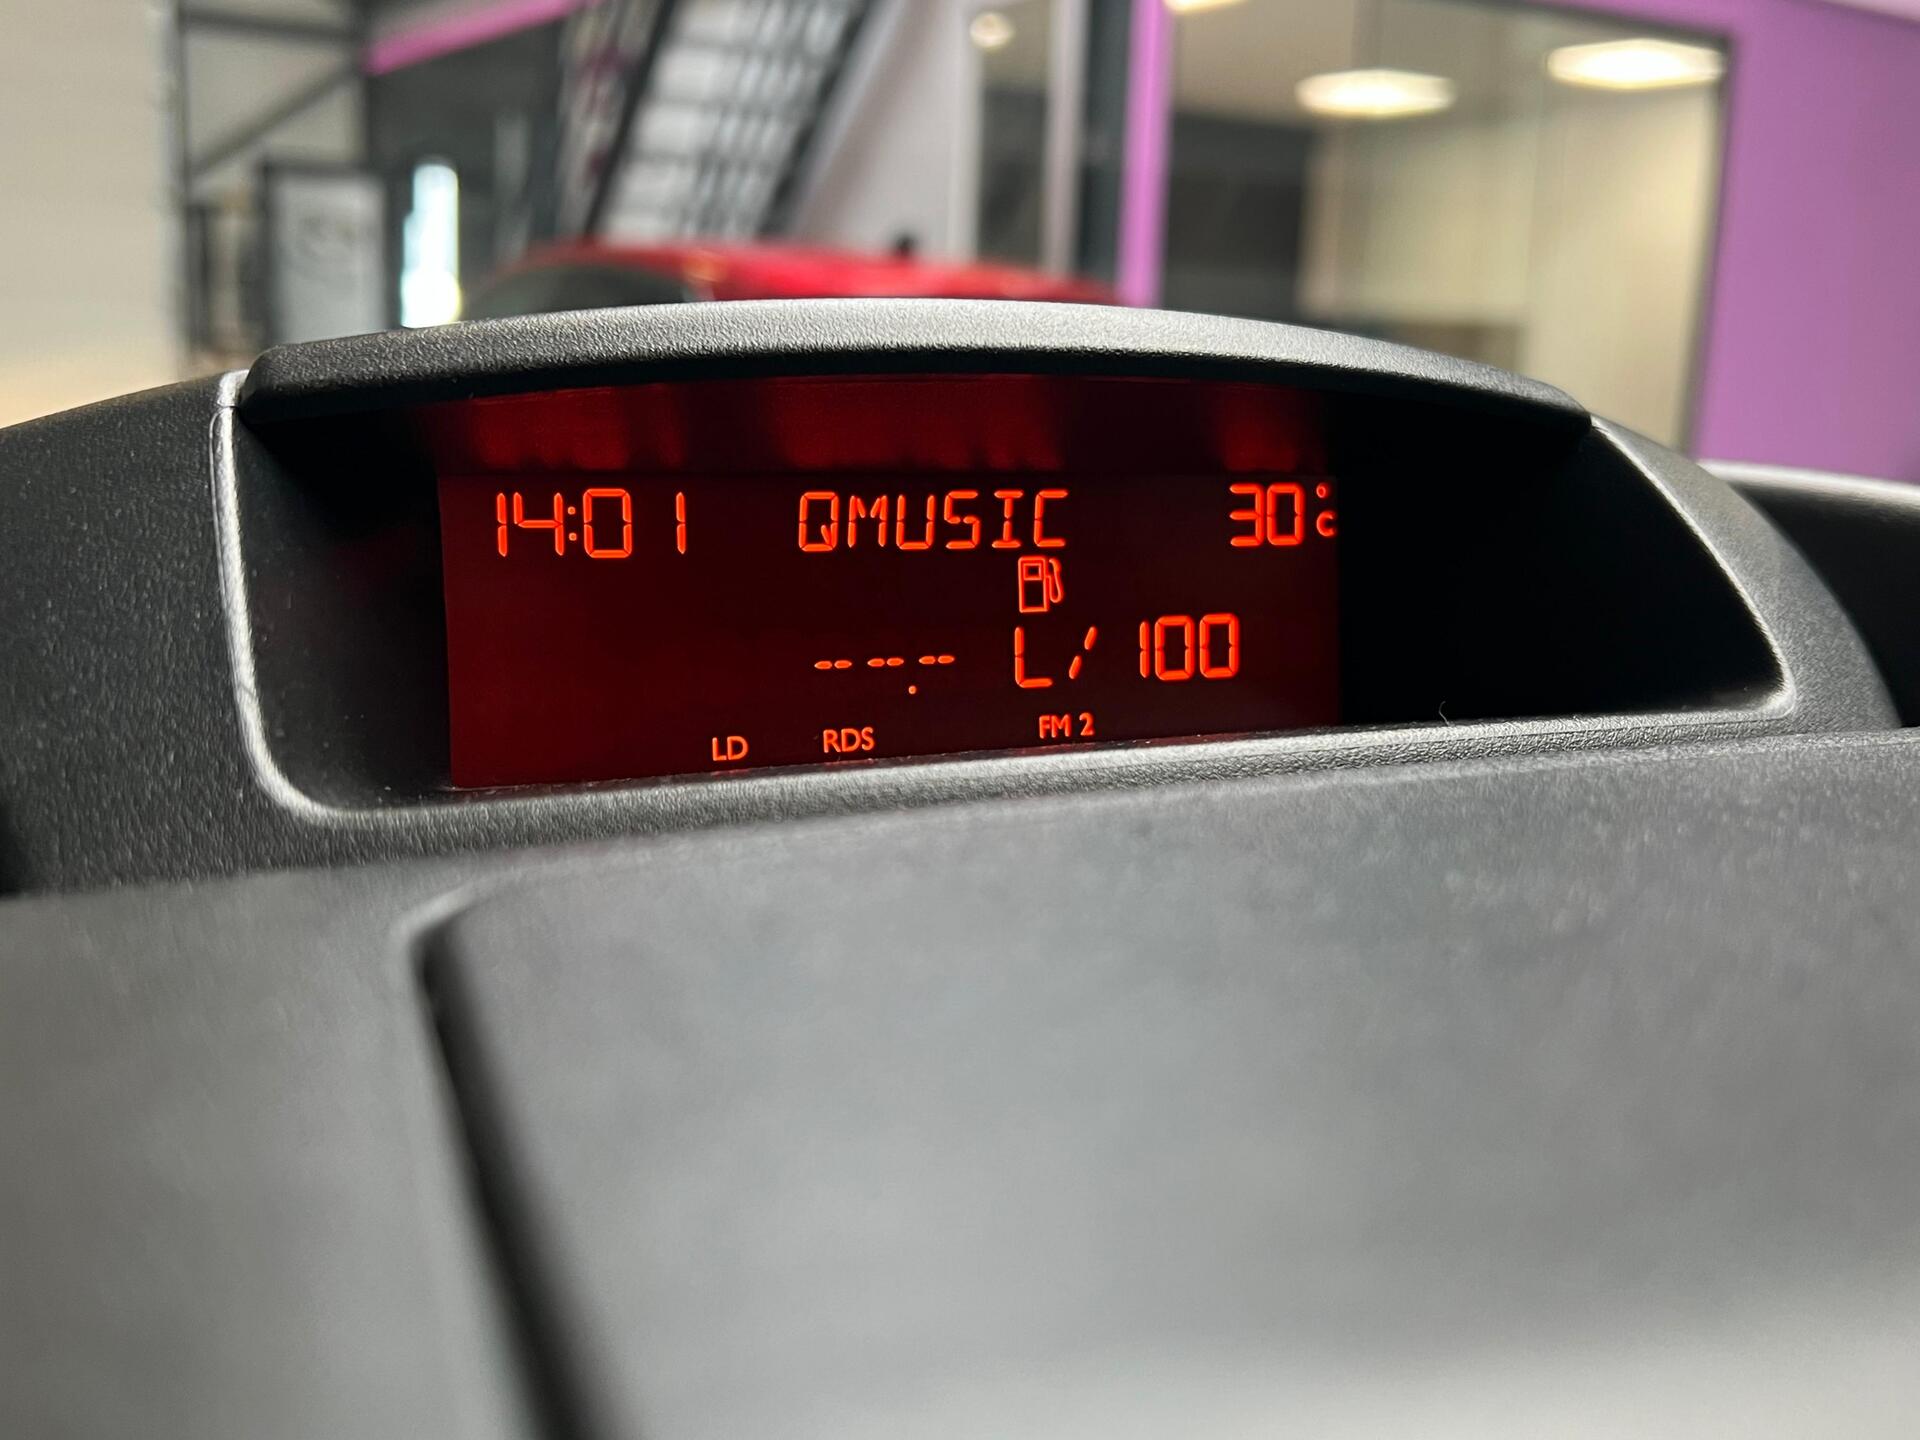 14:01 QMUSIC 30°C
--.- L/100
LD RDS FM 2